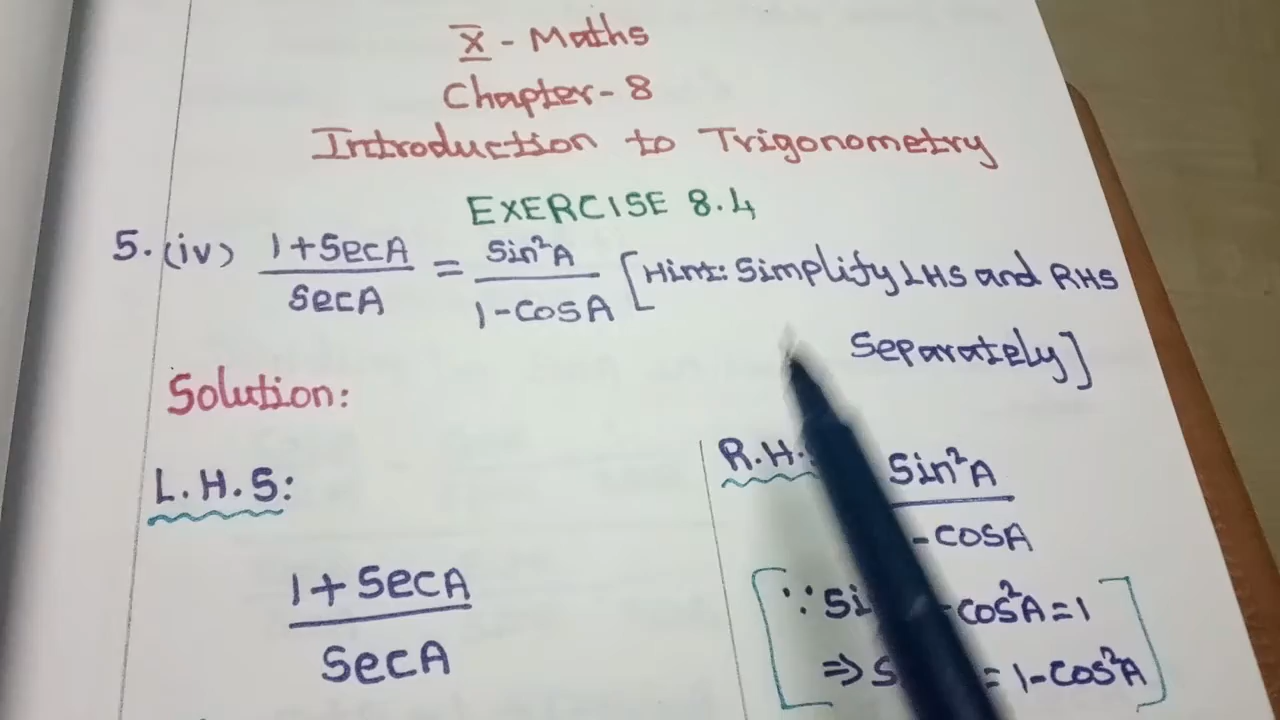 X - Maths
Chapter - 8
Introduction to Trigonometry
EXERCISE 8.4
5. (iv) 1+SecA / SecA = Sin²A / 1-COSA [Hint: Simplify LHS and RHS
Separately]
Solution:
L.H.S:
1+SecA / SecA
R.H. Sin²A / -COSA
[∵ Si COS²A=1
⇒ S = 1-COS²A]